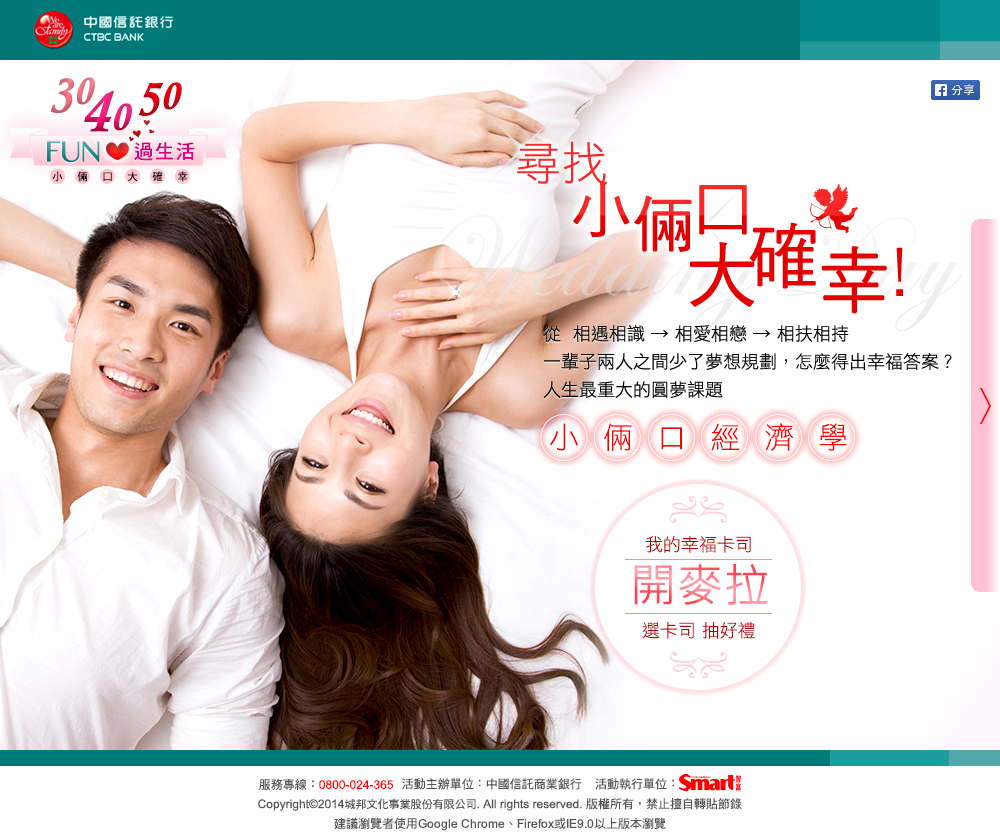 We are Family
中國信託銀行
CTBC BANK
分享
30 40 50
FUN 過生活
小倆口大確幸
尋找
小倆口
大確幸!
Wedding Day
從 相遇相識 → 相愛相戀 → 相扶相持
一輩子兩人之間少了夢想規劃，怎麼得出幸福答案？
人生最重大的圓夢課題
小倆口經濟學
我的幸福卡司
開麥拉
選卡司 抽好禮
服務專線：0800-024-365 活動主辦單位：中國信託商業銀行 活動執行單位：Smart智富
Copyright©2014城邦文化事業股份有限公司. All rights reserved. 版權所有，禁止擅自轉貼節錄
建議瀏覽者使用Google Chrome、Firefox或IE9.0以上版本瀏覽